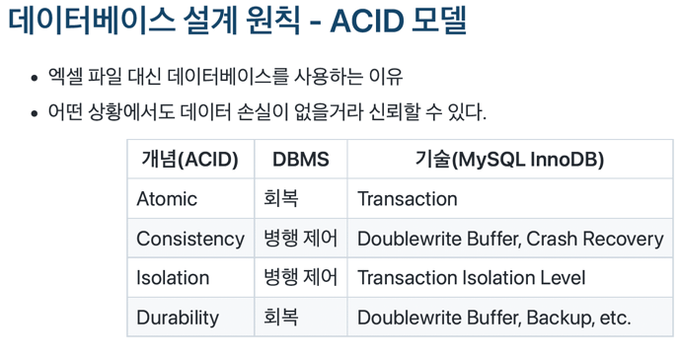 데이터베이스 설계 원칙 - ACID 모델
• 엑셀 파일 대신 데이터베이스를 사용하는 이유
• 어떤 상황에서도 데이터 손실이 없을거라 신뢰할 수 있다.
개념(ACID) DBMS 기술(MySQL InnoDB)
Atomic 회복 Transaction
Consistency 병행 제어 Doublewrite Buffer, Crash Recovery
Isolation 병행 제어 Transaction Isolation Level
Durability 회복 Doublewrite Buffer, Backup, etc.